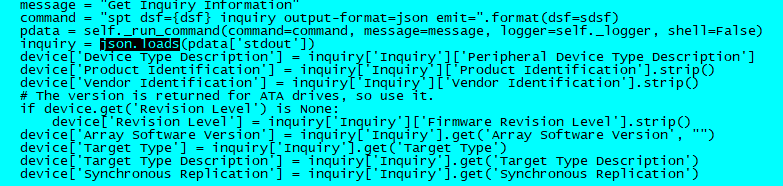 message = "Get Inquiry Information"
command = "spt dsf={dsf} inquiry output-format=json emit=".format(dsf=sdsf)
pdata = self._run_command(command=command, message=message, logger=self._logger, shell=False)
inquiry = json.loads(pdata['stdout'])
device['Device Type Description'] = inquiry['Inquiry']['Peripheral Device Type Description']
device['Product Identification'] = inquiry['Inquiry']['Product Identification'].strip()
device['Vendor Identification'] = inquiry['Inquiry']['Vendor Identification'].strip()
# The version is returned for ATA drives, so use it.
if device.get('Revision Level') is None:
    device['Revision Level'] = inquiry['Inquiry']['Firmware Revision Level'].strip()
device['Array Software Version'] = inquiry['Inquiry'].get('Array Software Version', "")
device['Target Type'] = inquiry['Inquiry'].get('Target Type')
device['Target Type Description'] = inquiry['Inquiry'].get('Target Type Description')
device['Synchronous Replication'] = inquiry['Inquiry'].get('Synchronous Replication')